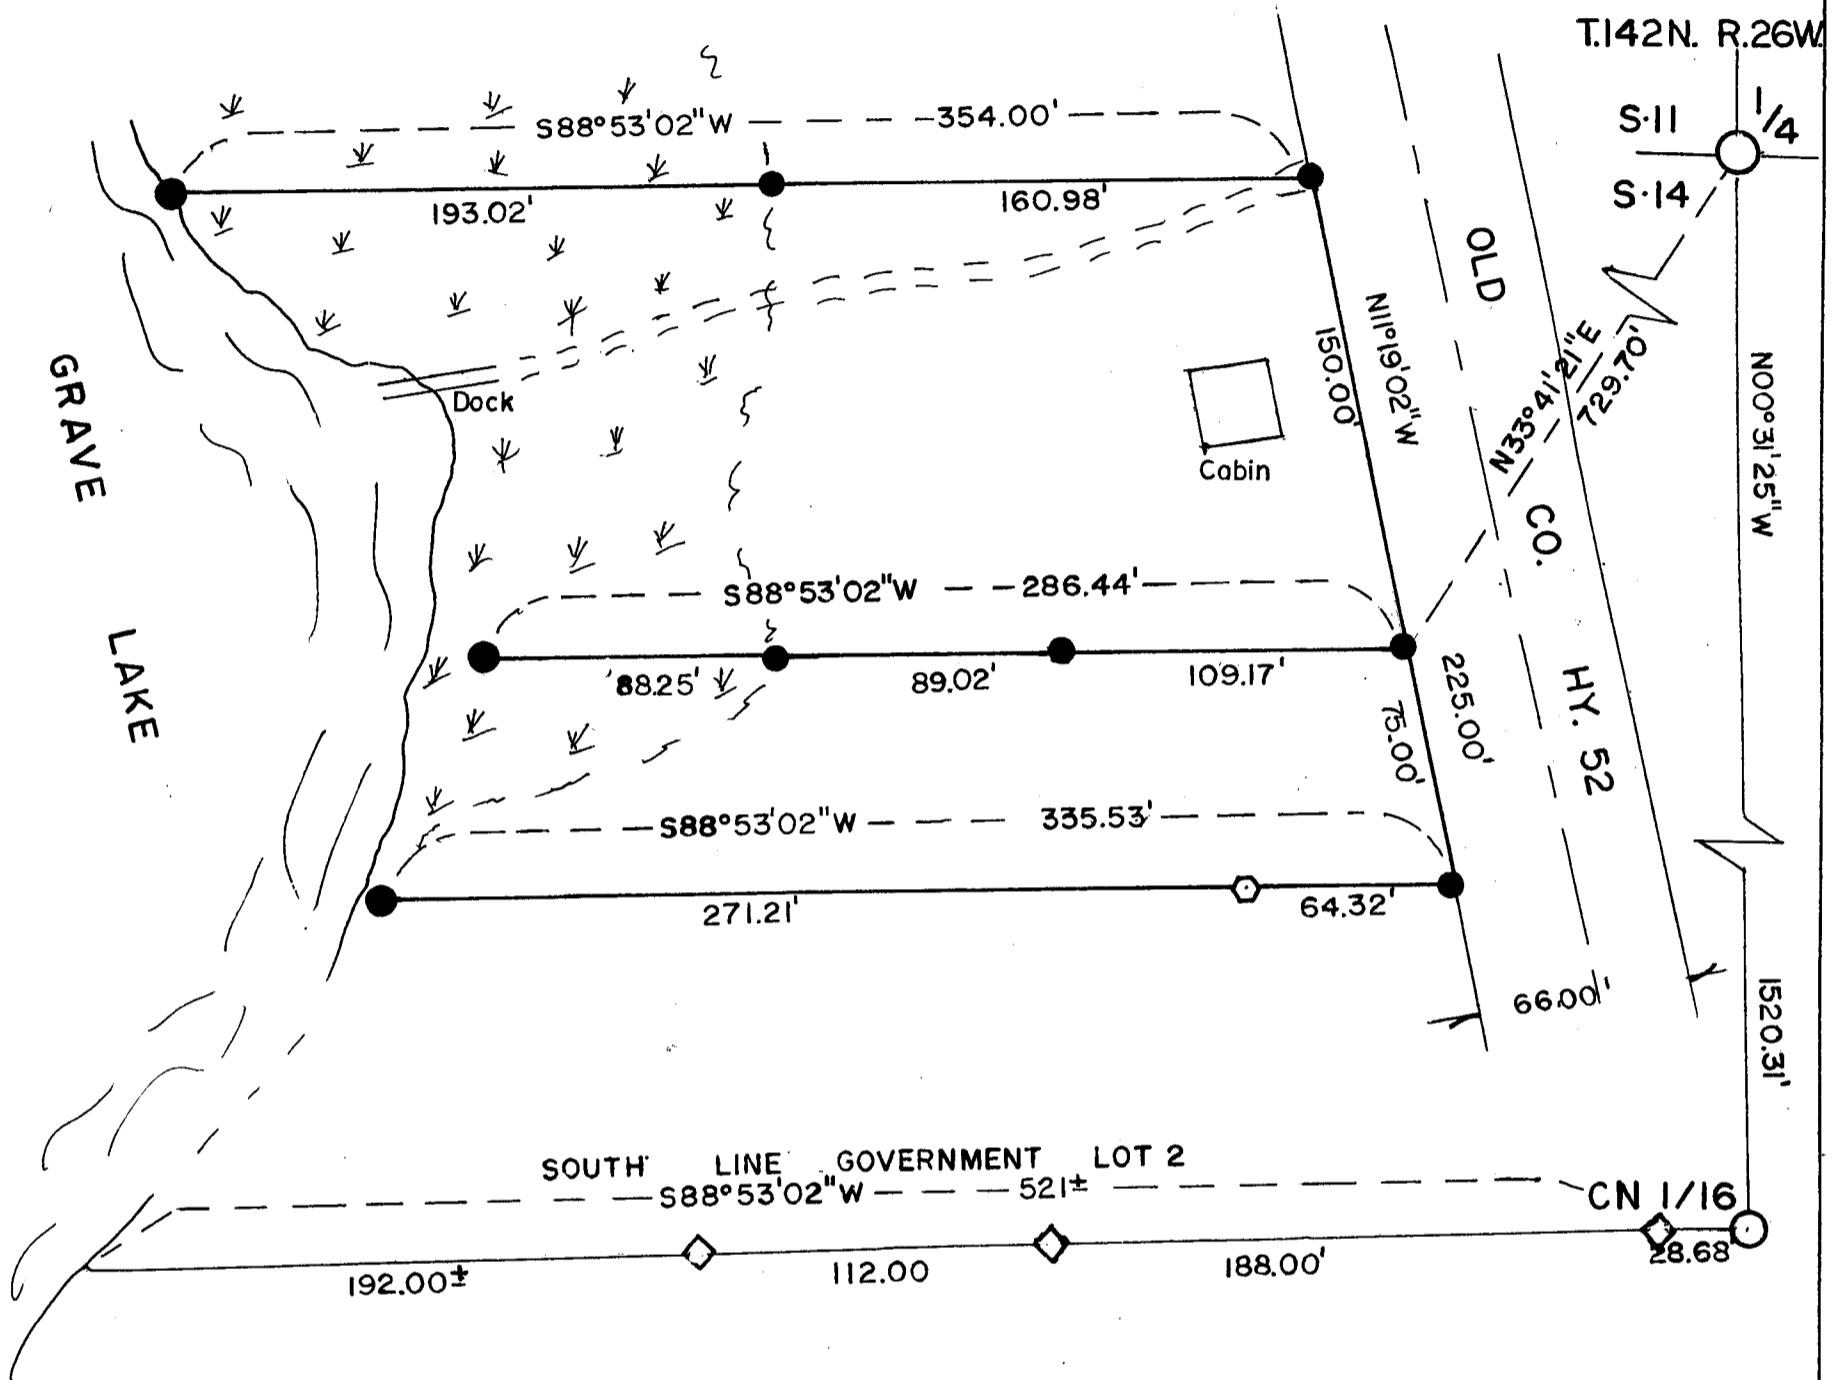 T.142N. R.26W.
S·11 1/4
S·14
S88°53'02"W 354.00'
193.02' 160.98'
OLD CO. HY. 52
N11°19'02"W
150.00'
N33°41'21"E
729.70'
N00°31'25"W
1520.31'
GRAVE LAKE
Dock
Cabin
S88°53'02"W 286.44'
88.25' 89.02' 109.17'
225.00'
75.00'
S88°53'02"W 335.53'
271.21' 64.32'
66.00'
SOUTH LINE GOVERNMENT LOT 2
S88°53'02"W 521±
CN 1/16
192.00± 112.00 188.00' 28.68'